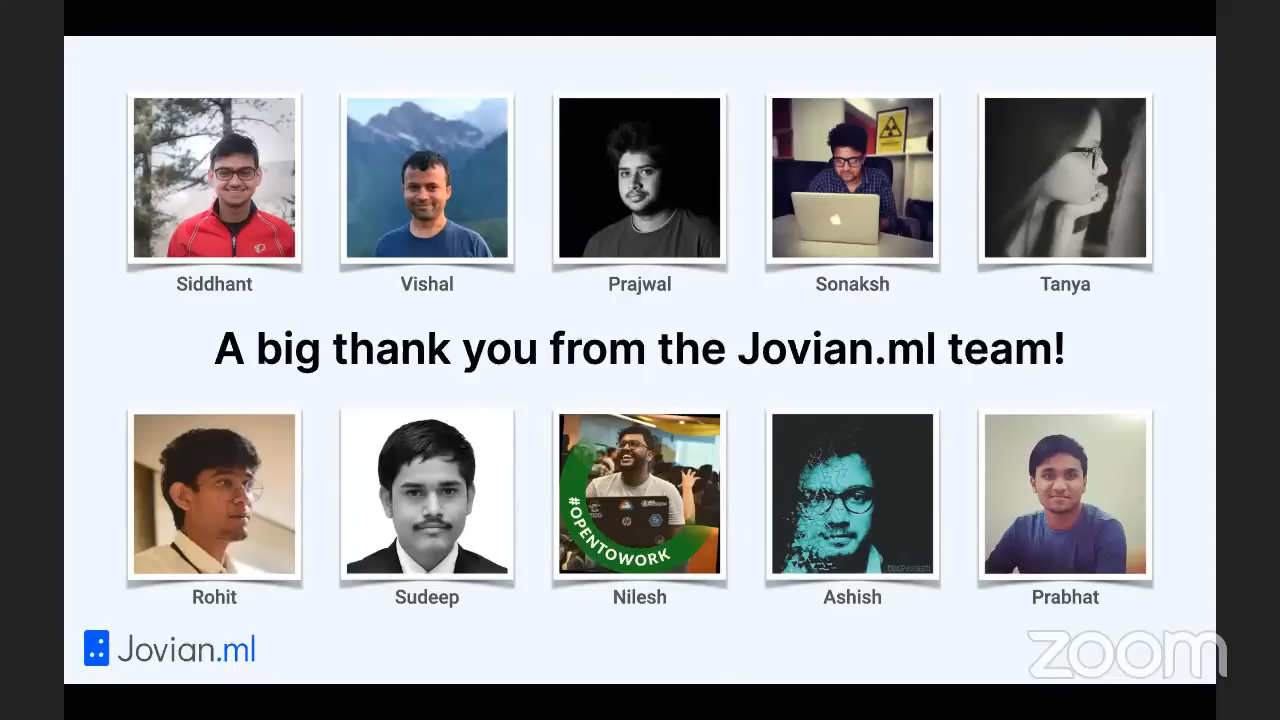 Siddhant
Vishal
Prajwal
Sonaksh
Tanya
A big thank you from the Jovian.ml team!
#OPENTOWORK
Rohit
Sudeep
Nilesh
Ashish
Prabhat
Jovian.ml
zoom